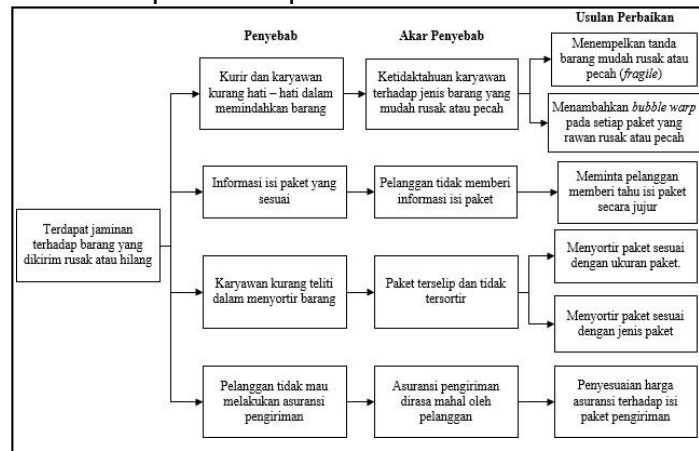 Penyebab
Akar Penyebab
Usulan Perbaikan
Terdapat jaminan
terhadap barang yang
dikirim rusak atau hilang
Kurir dan karyawan
kurang hati – hati dalam
memindahkan barang
Ketidaktahuan karyawan
terhadap jenis barang yang
mudah rusak atau pecah
Menempelkan tanda
barang mudah rusak atau
pecah (fragile)
Menambahkan bubble warp
pada setiap paket yang
rawan rusak atau pecah
Informasi isi paket yang
sesuai
Pelanggan tidak memberi
informasi isi paket
Meminta pelanggan
memberi tahu isi paket
secara jujur
Karyawan kurang teliti
dalam menyortir barang
Paket terselip dan tidak
tersortir
Menyortir paket sesuai
dengan ukuran paket.
Menyortir paket sesuai
dengan jenis paket
Pelanggan tidak mau
melakukan asuransi
pengiriman
Asuransi pengiriman
dirasa mahal oleh
pelanggan
Penyesuaian harga
asuransi terhadap isi
paket pengiriman